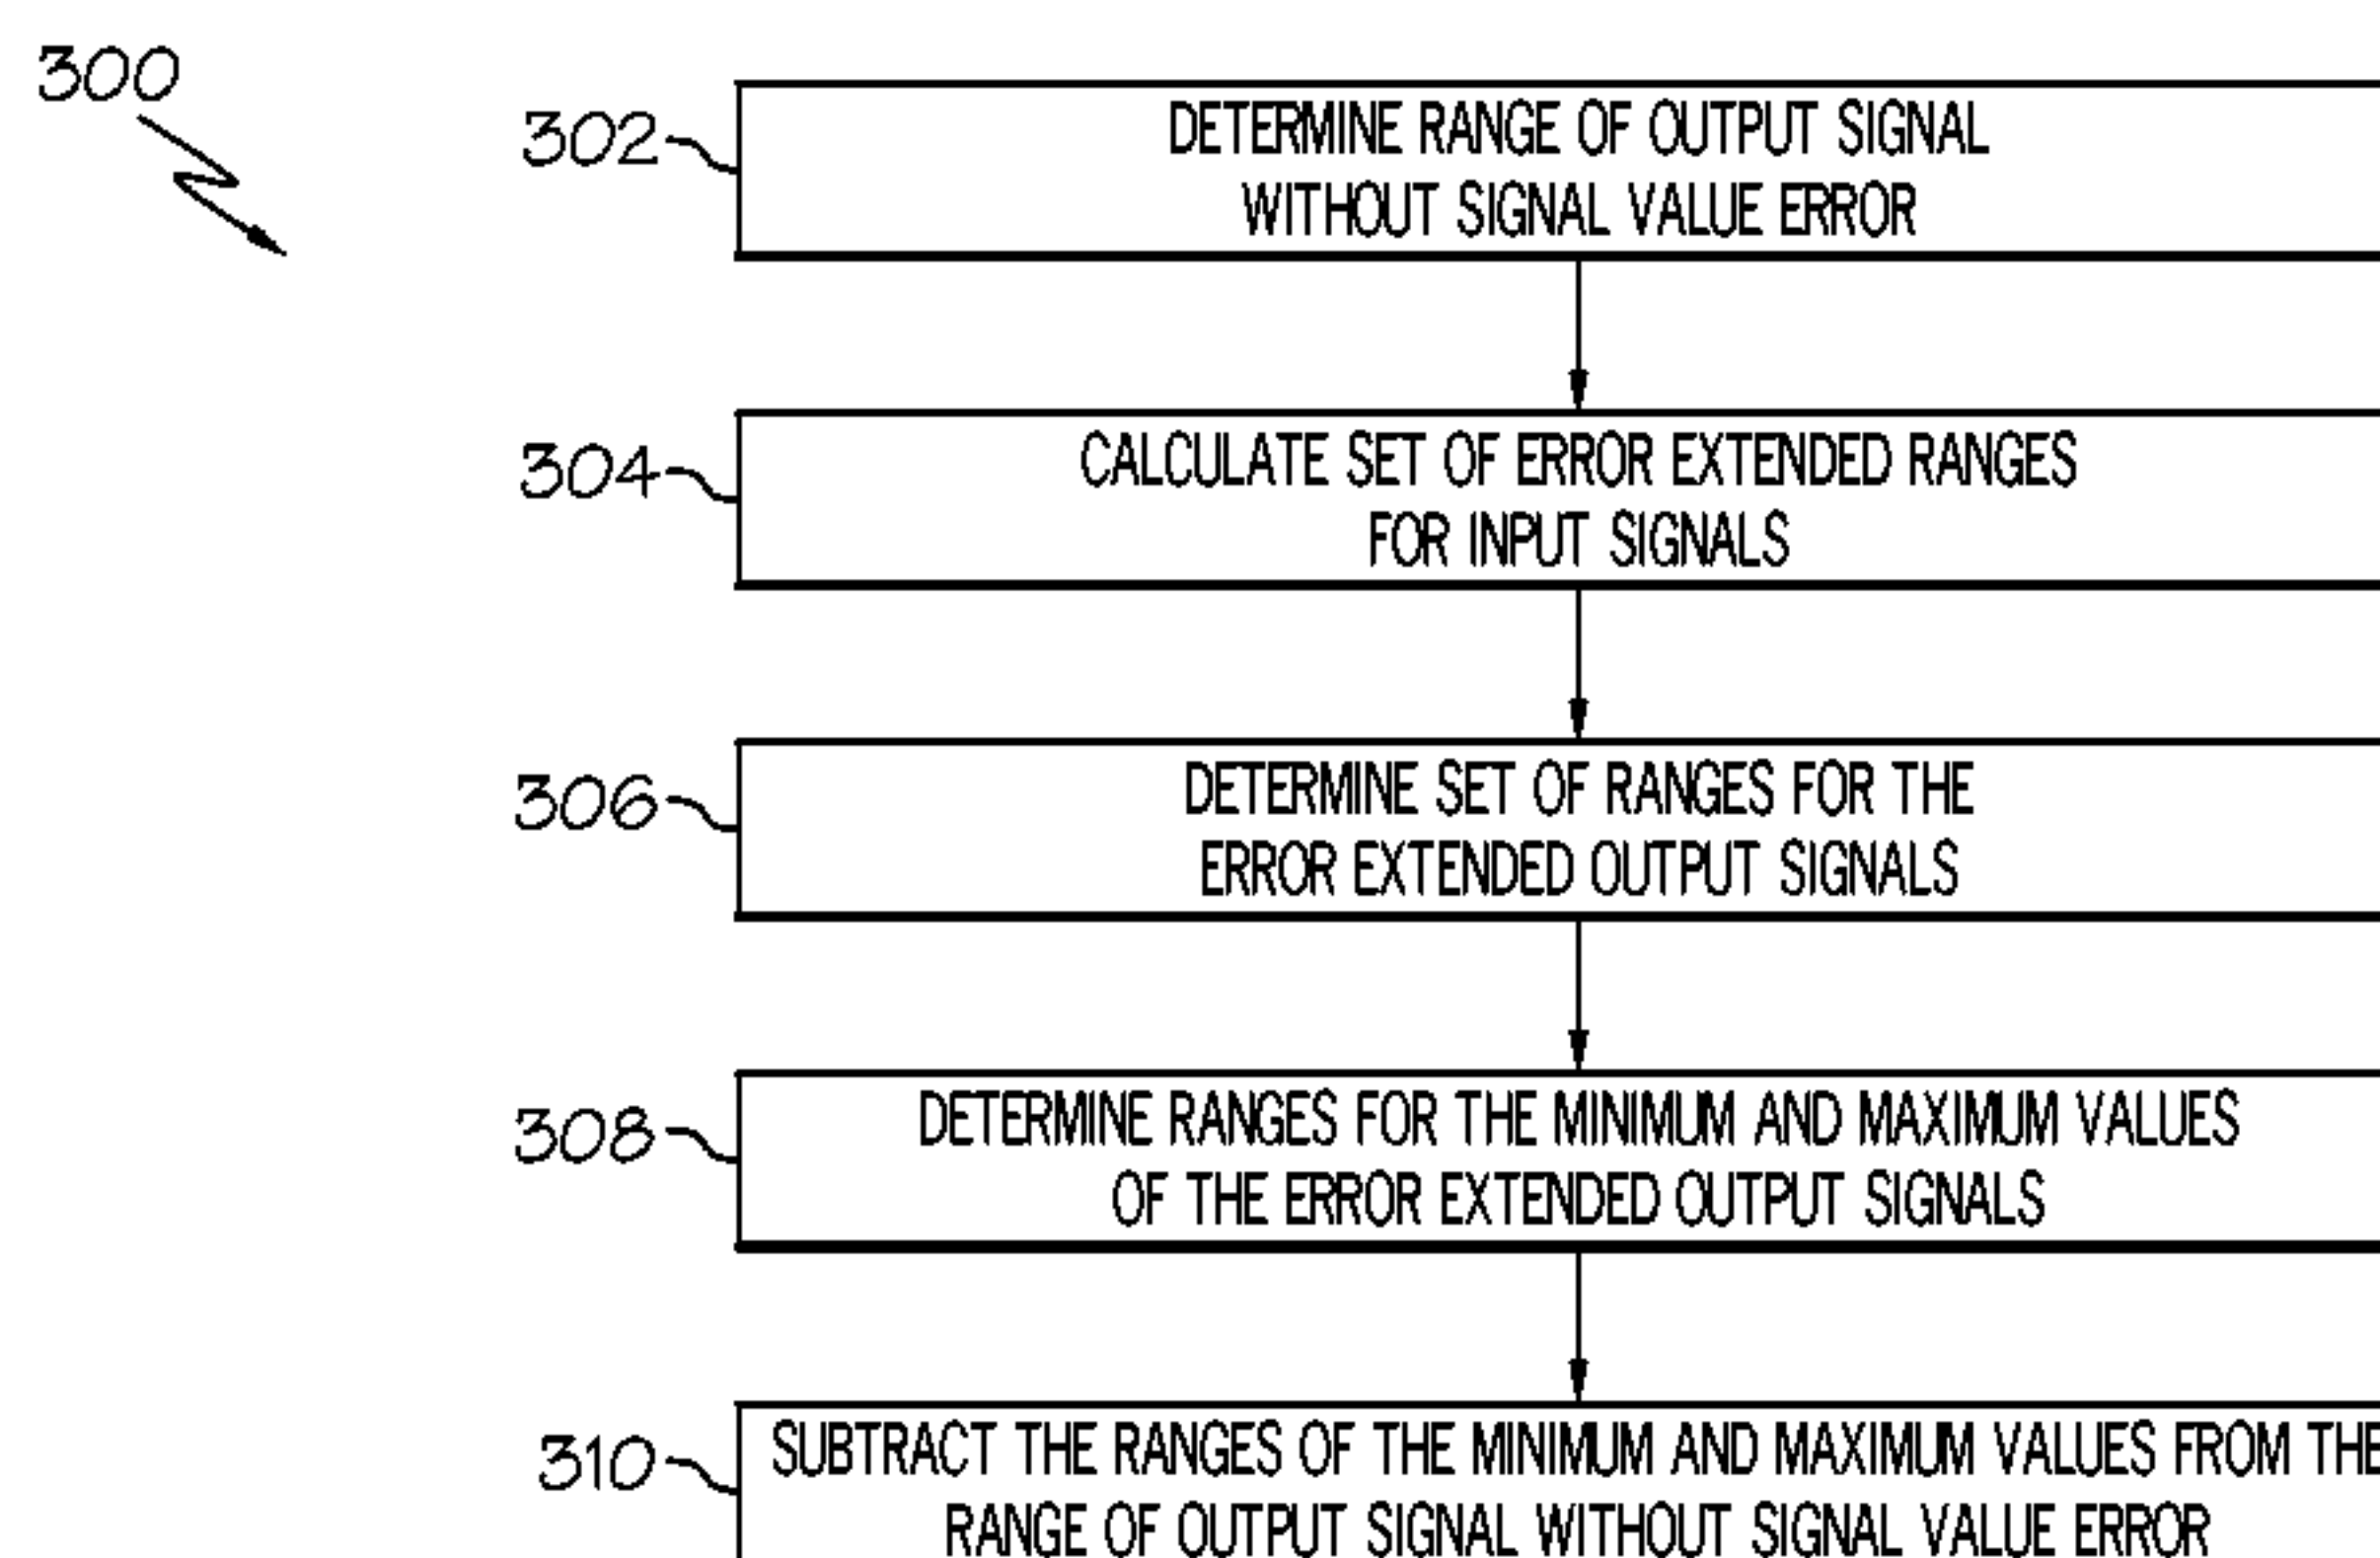 300
302
DETERMINE RANGE OF OUTPUT SIGNAL
WITHOUT SIGNAL VALUE ERROR
304
CALCULATE SET OF ERROR EXTENDED RANGES
FOR INPUT SIGNALS
306
DETERMINE SET OF RANGES FOR THE
ERROR EXTENDED OUTPUT SIGNALS
308
DETERMINE RANGES FOR THE MINIMUM AND MAXIMUM VALUES
OF THE ERROR EXTENDED OUTPUT SIGNALS
310
SUBTRACT THE RANGES OF THE MINIMUM AND MAXIMUM VALUES FROM THE
RANGE OF OUTPUT SIGNAL WITHOUT SIGNAL VALUE ERROR